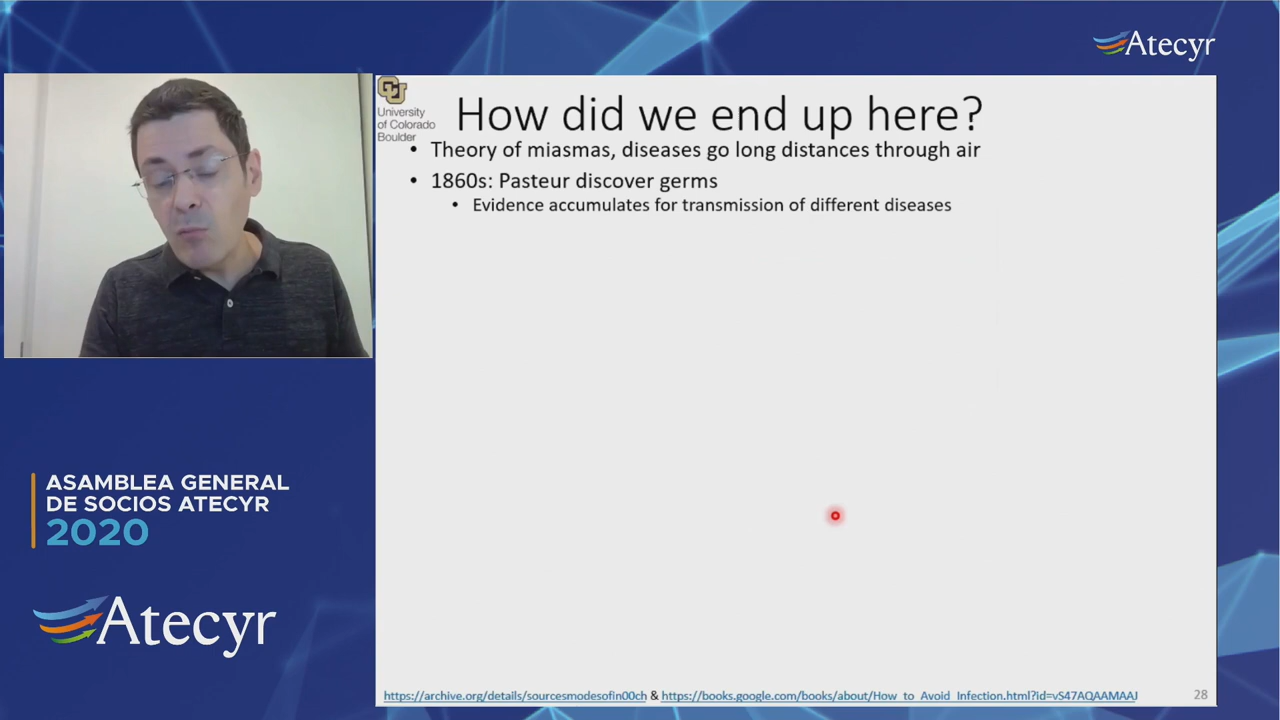 Atecyr
CU
University
of Colorado
Boulder
How did we end up here?
• Theory of miasmas, diseases go long distances through air
• 1860s: Pasteur discover germs
• Evidence accumulates for transmission of different diseases
ASAMBLEA GENERAL
DE SOCIOS ATECYR
2020
Atecyr
https://archive.org/details/sourcesmodesofin00ch & https://books.google.com/books/about/How_to_Avoid_Infection.html?id=vS47AQAAMAAJ
28